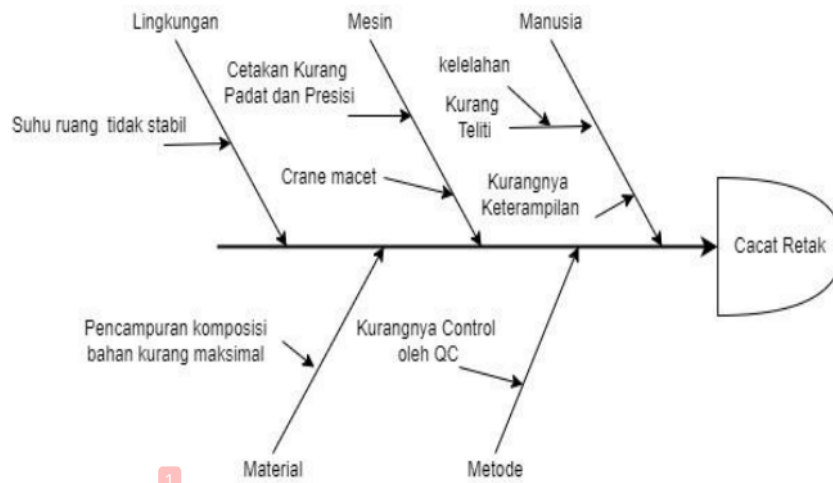 Lingkungan
Mesin
Manusia
Cetakan Kurang
Padat dan Presisi
kelelahan
Kurang
Teliti
Suhu ruang tidak stabil
Crane macet
Kurangnya
Keterampilan
Cacat Retak
Pencampuran komposisi
bahan kurang maksimal
Kurangnya Control
oleh QC
Material
Metode
1